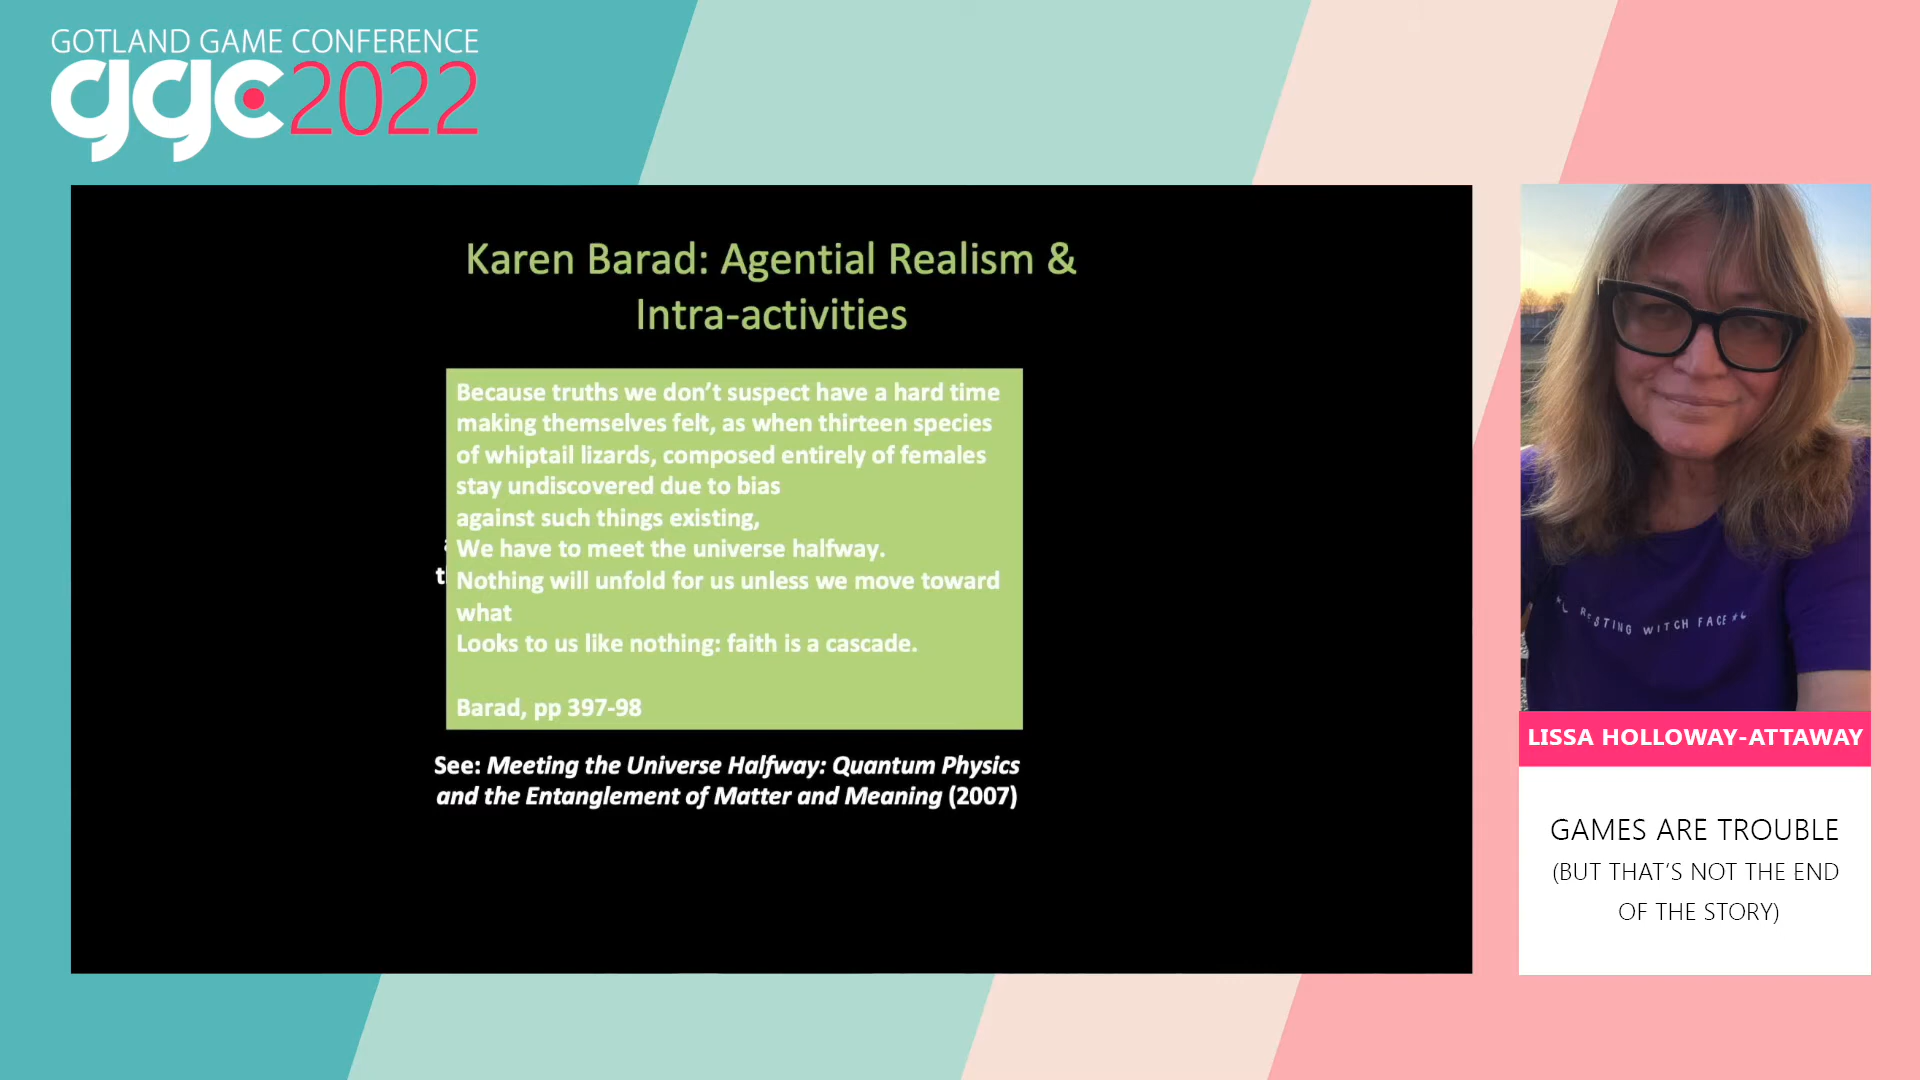 GOTLAND GAME CONFERENCE
ggc2022
Karen Barad: Agential Realism &
Intra-activities
Because truths we don’t suspect have a hard time
making themselves felt, as when thirteen species
of whiptail lizards, composed entirely of females
stay undiscovered due to bias
against such things existing,
We have to meet the universe halfway.
Nothing will unfold for us unless we move toward
what
Looks to us like nothing: faith is a cascade.
Barad, pp 397-98
See: Meeting the Universe Halfway: Quantum Physics
and the Entanglement of Matter and Meaning (2007)
RESTING WITCH FACE
LISSA HOLLOWAY-ATTAWAY
GAMES ARE TROUBLE
(BUT THAT’S NOT THE END
OF THE STORY)